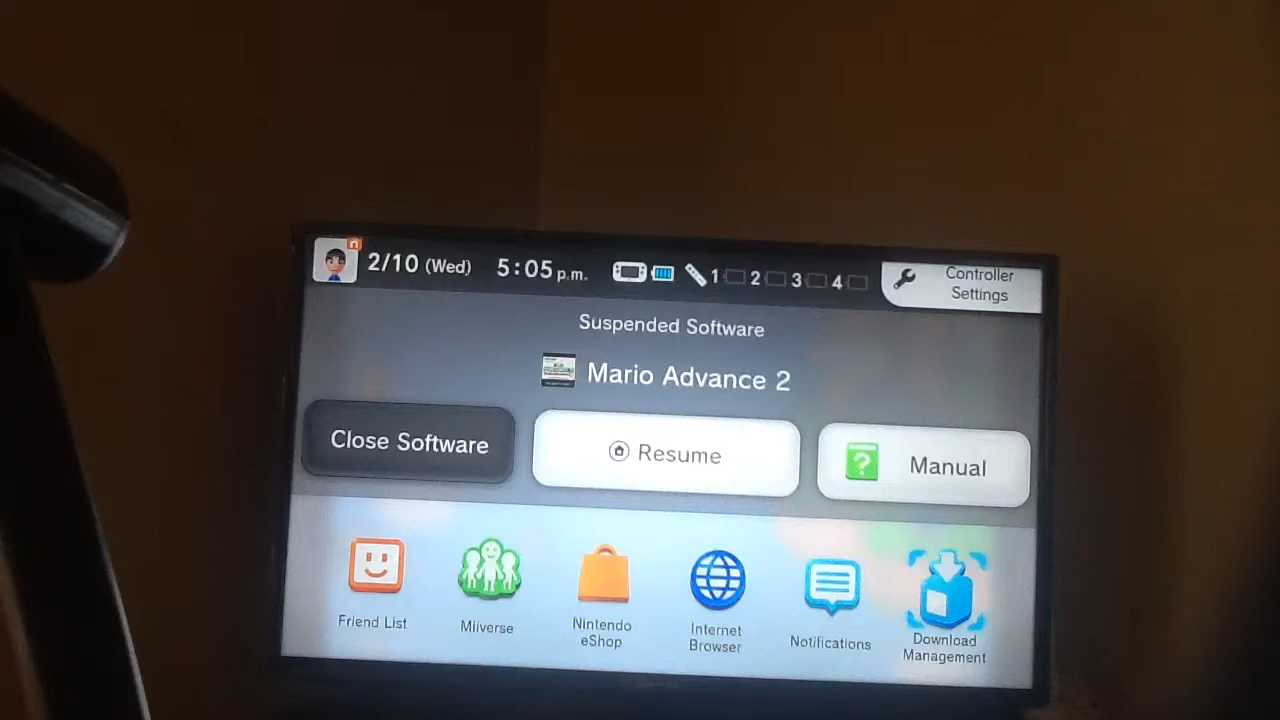 2/10 (Wed) 5:05 p.m. 1 2 3 4 Controller
Settings
Suspended Software
Mario Advance 2
Close Software Resume ? Manual
Friend List Miiverse Nintendo
eShop Internet
Browser Notifications Download
Management